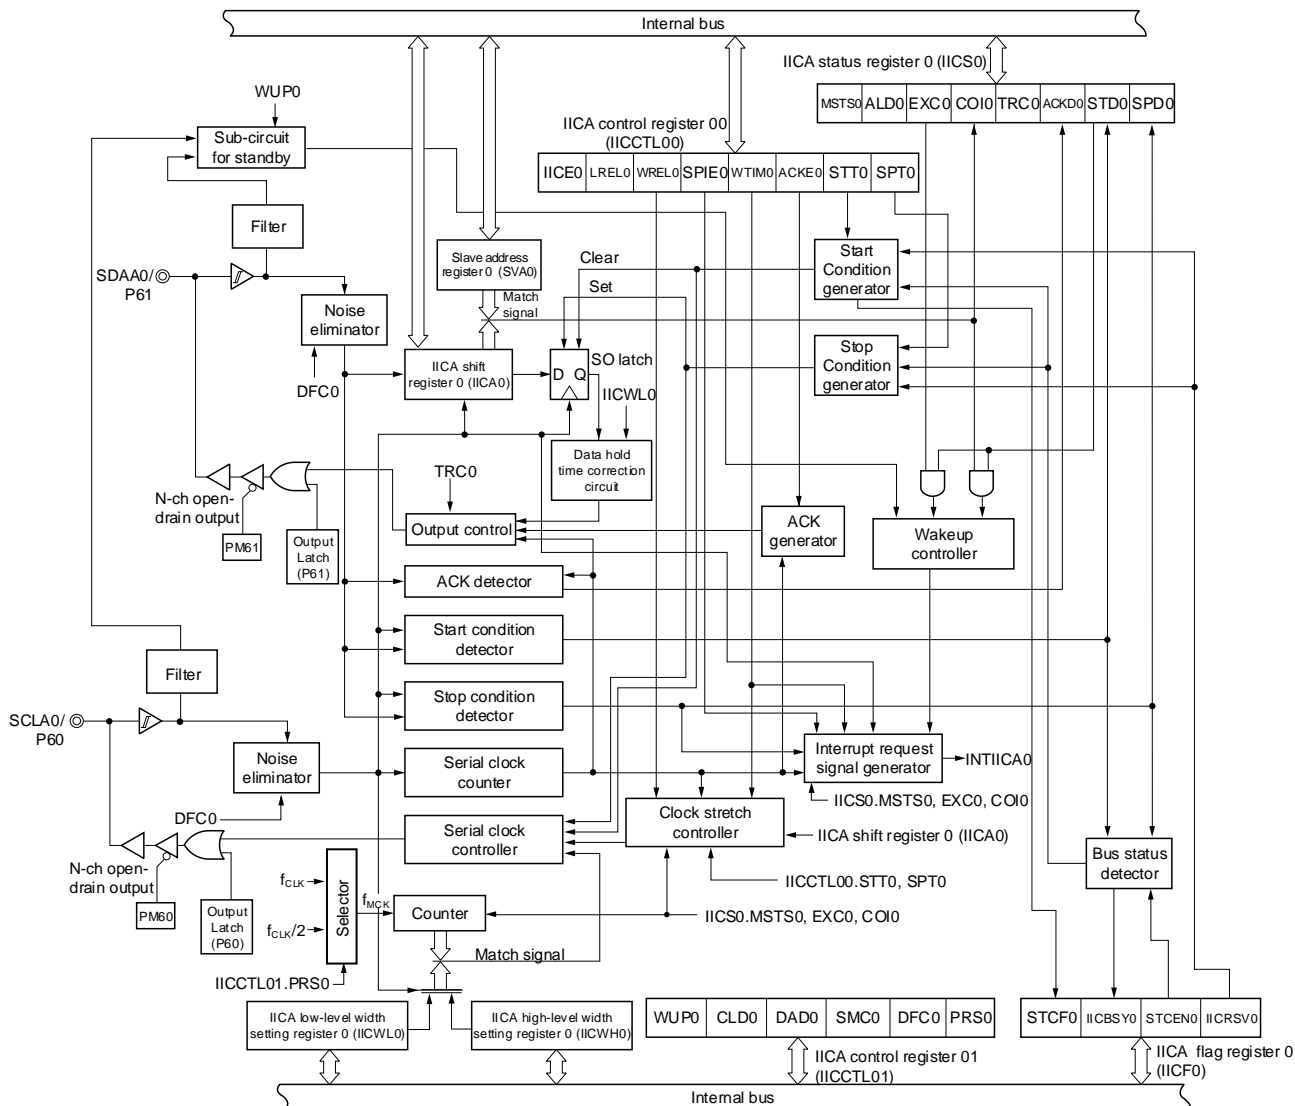 Internal bus
IICA status register 0 (IICS0)
MSTS0 ALD0 EXC0 COI0 TRC0 ACKD0 STD0 SPD0
WUP0
Sub-circuit
for standby
IICA control register 00
(IICCTL00)
IICE0 LREL0 WREL0 SPIE0 WTIM0 ACKE0 STT0 SPT0
Filter
SDAA0/
P61
Slave address
register 0 (SVA0)
Clear
Set
Match
signal
Start
Condition
generator
Noise
eliminator
DFC0
IICA shift
register 0 (IICA0)
SO latch
D Q
IICWL0
Stop
Condition
generator
Data hold
time correction
circuit
TRC0
N-ch open-
drain output
PM61
Output
Latch
(P61)
Output control
ACK
generator
Wakeup
controller
ACK detector
Start condition
detector
Filter
Stop condition
detector
SCLA0/
P60
Noise
eliminator
DFC0
Serial clock
counter
Interrupt request
signal generator
INTIICA0
IICS0.MSTS0, EXC0, COI0
Clock stretch
controller
IICA shift register 0 (IICA0)
Serial clock
controller
Bus status
detector
N-ch open-
drain output
PM60
Output
Latch
(P60)
fCLK
fCLK/2
Selector
fMCK
Counter
IICCTL00.STT0, SPT0
IICS0.MSTS0, EXC0, COI0
Match signal
IICCTL01.PRS0
IICA low-level width
setting register 0 (IICWL0)
IICA high-level width
setting register 0 (IICWH0)
WUP0 CLD0 DAD0 SMC0 DFC0 PRS0
IICA control register 01
(IICCTL01)
STCF0 IICBSY0 STCEN0 IICRSV0
IICA flag register 0
(IICF0)
Internal bus